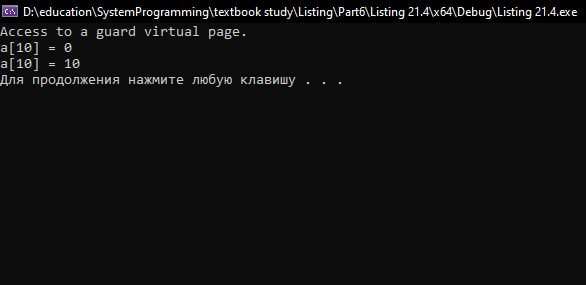 D:\education\SystemProgramming\textbook study\Listing\Part6\Listing 21.4\x64\Debug\Listing 21.4.exe
Access to a guard virtual page.
a[10] = 0
a[10] = 10
Для продолжения нажмите любую клавишу . . .